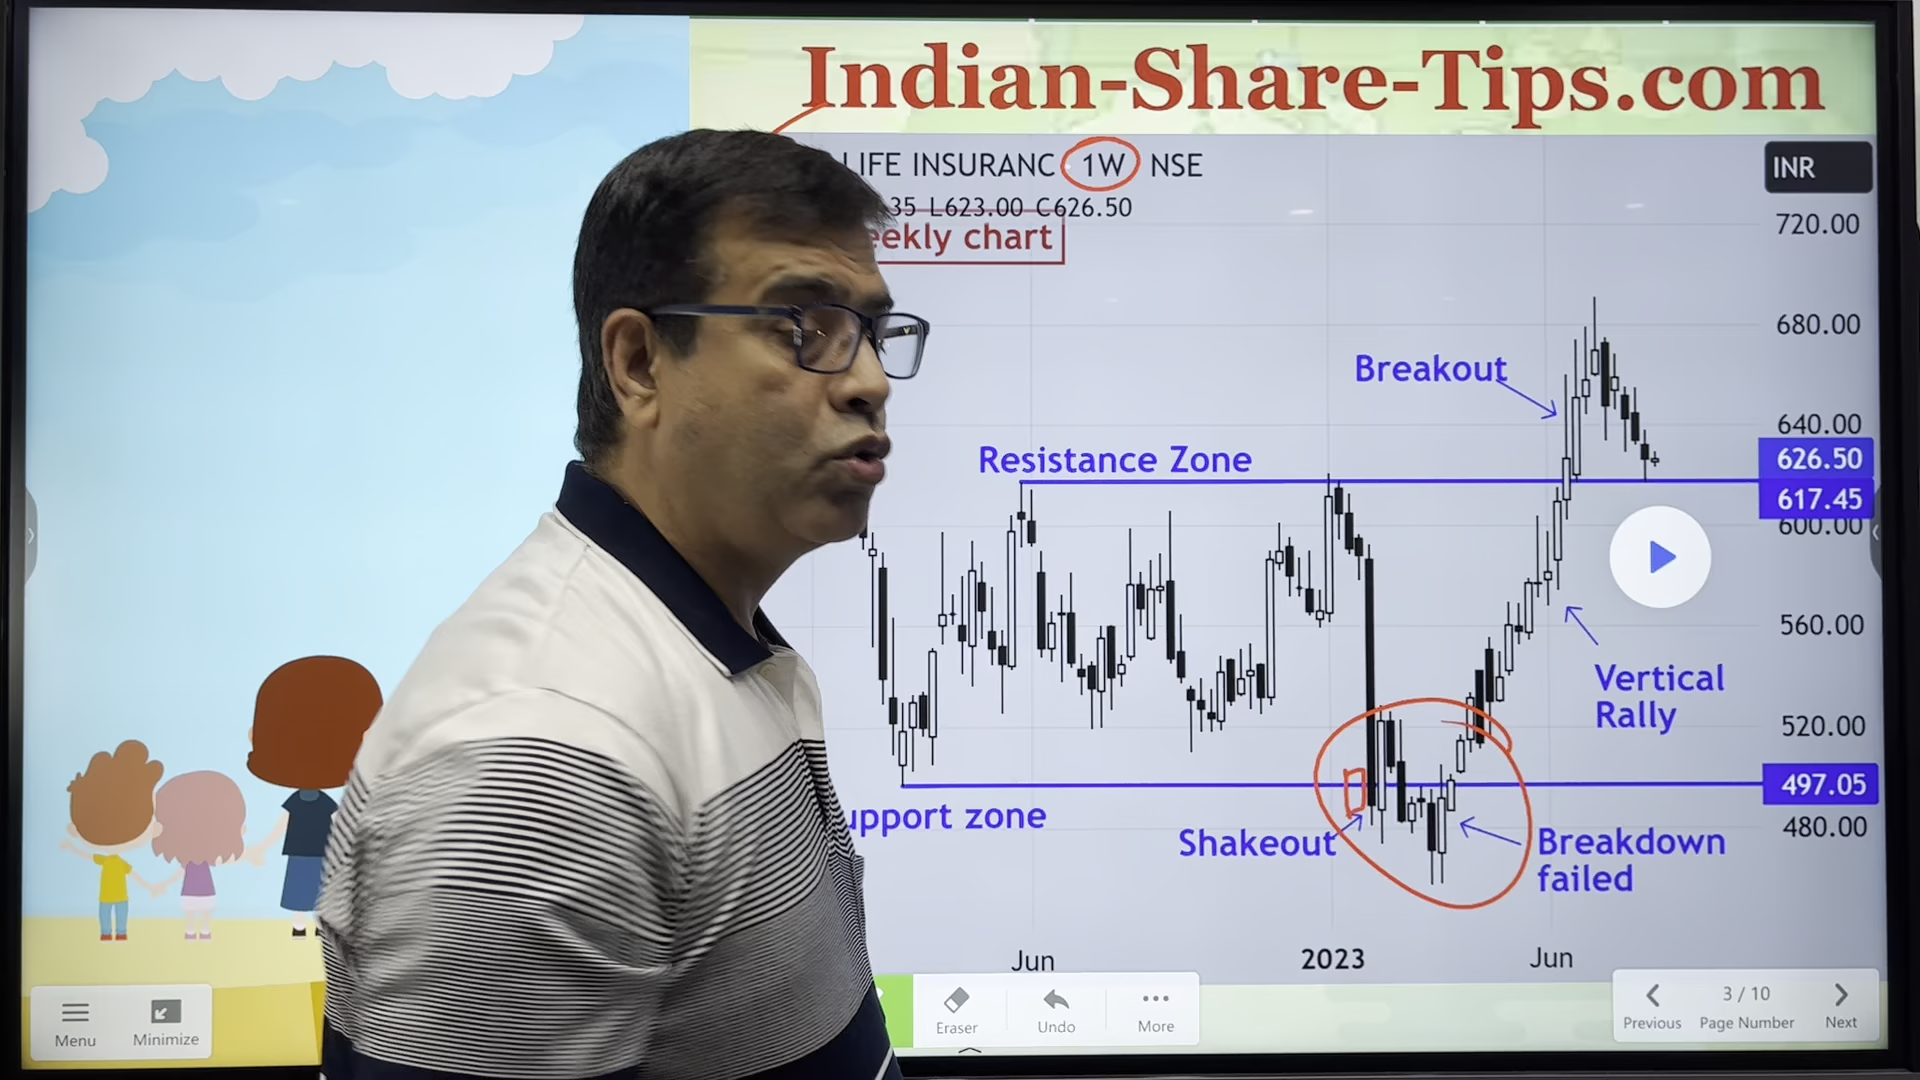 Indian-Share-Tips.com
LIFE INSURANC 1W NSE
INR
35 L623.00 C626.50
eekly chart
720.00
680.00
Breakout
640.00
Resistance Zone
626.50
617.45
600.00
560.00
Vertical
Rally
520.00
497.05
upport zone
Shakeout
Breakdown
failed
480.00
Jun
2023
Jun
Menu
Minimize
Eraser
Undo
More
3 / 10
Previous
Page Number
Next